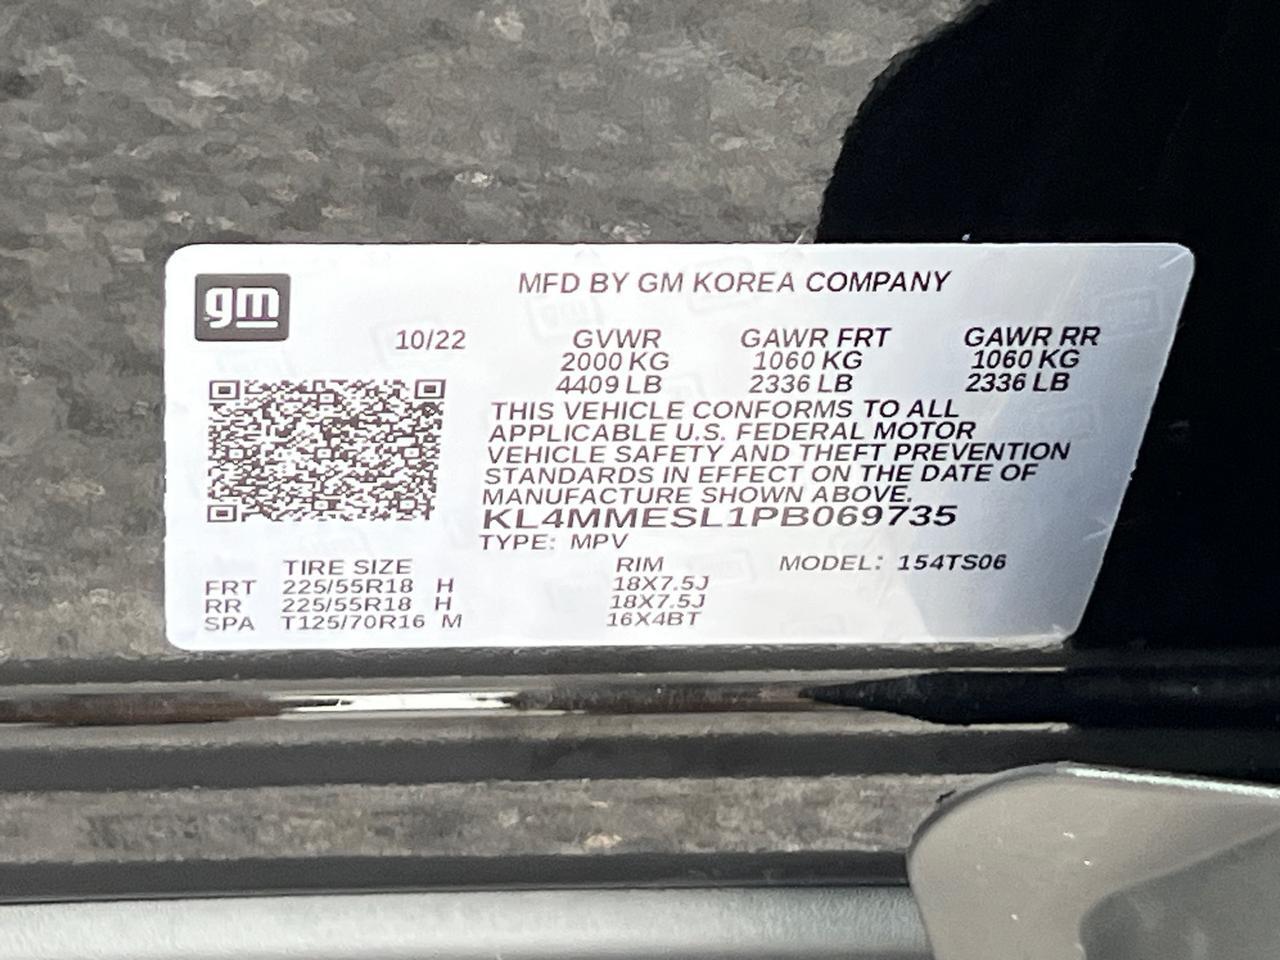 gm
MFD BY GM KOREA COMPANY
10/22 GVWR GAWR FRT GAWR RR
2000 KG 1060 KG 1060 KG
4409 LB 2336 LB 2336 LB
THIS VEHICLE CONFORMS TO ALL
APPLICABLE U.S. FEDERAL MOTOR
VEHICLE SAFETY AND THEFT PREVENTION
STANDARDS IN EFFECT ON THE DATE OF
MANUFACTURE SHOWN ABOVE.
KL4MMESL1PB069735
TYPE: MPV
TIRE SIZE RIM MODEL: 154TS06
FRT 225/55R18 H 18X7.5J
RR 225/55R18 H 18X7.5J
SPA T125/70R16 M 16X4BT